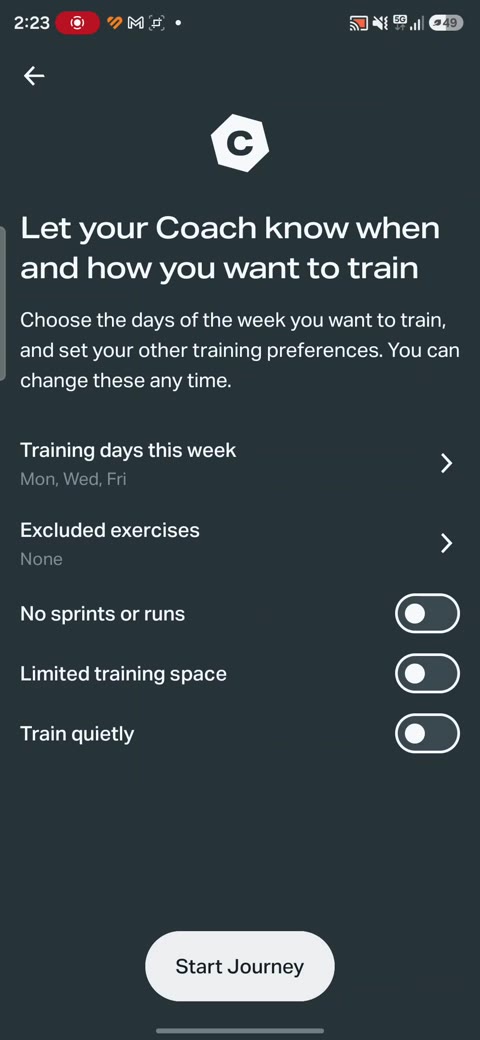 2:23
5G
49
C
Let your Coach know when
and how you want to train
Choose the days of the week you want to train,
and set your other training preferences. You can
change these any time.
Training days this week
Mon, Wed, Fri
Excluded exercises
None
No sprints or runs
Limited training space
Train quietly
Start Journey